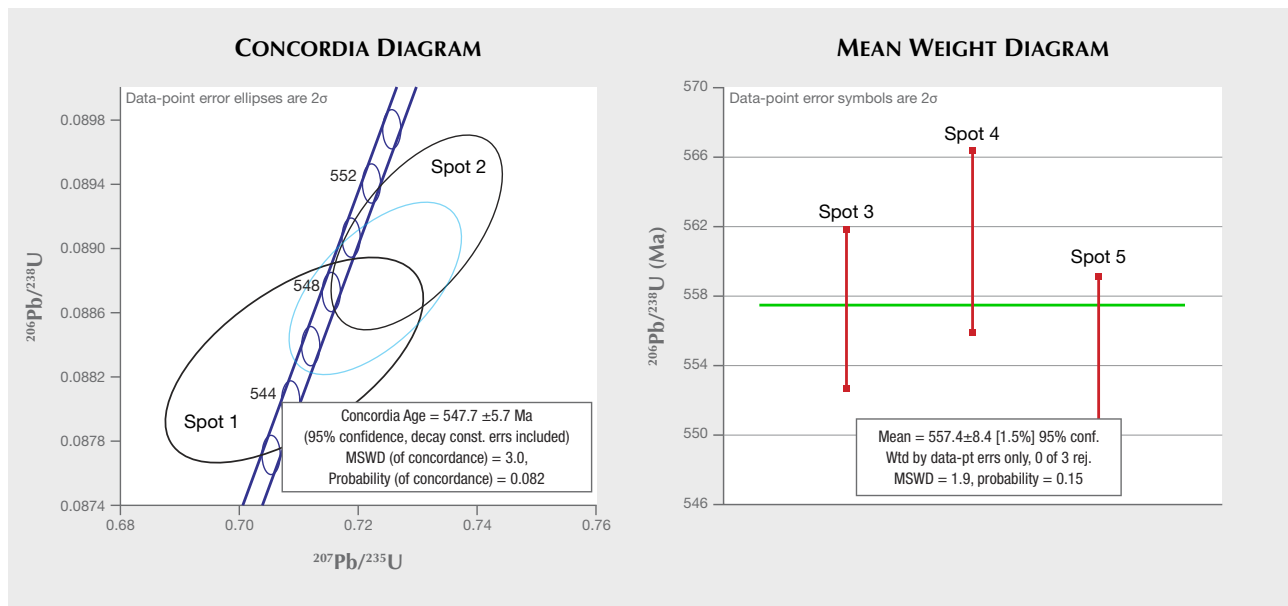 CONCORDIA DIAGRAM
Data-point error ellipses are 2σ
0.0898
0.0894
0.0890
0.0886
0.0882
0.0878
0.0874
²⁰⁶Pb/²³⁸U
552
548
544
Spot 2
Spot 1
Concordia Age = 547.7 ±5.7 Ma
(95% confidence, decay const. errs included)
MSWD (of concordance) = 3.0,
Probability (of concordance) = 0.082
0.68
0.70
0.72
0.74
0.76
²⁰⁷Pb/²³⁵U
MEAN WEIGHT DIAGRAM
Data-point error symbols are 2σ
570
566
562
558
554
550
546
²⁰⁶Pb/²³⁸U (Ma)
Spot 4
Spot 3
Spot 5
Mean = 557.4±8.4 [1.5%] 95% conf.
Wtd by data-pt errs only, 0 of 3 rej.
MSWD = 1.9, probability = 0.15